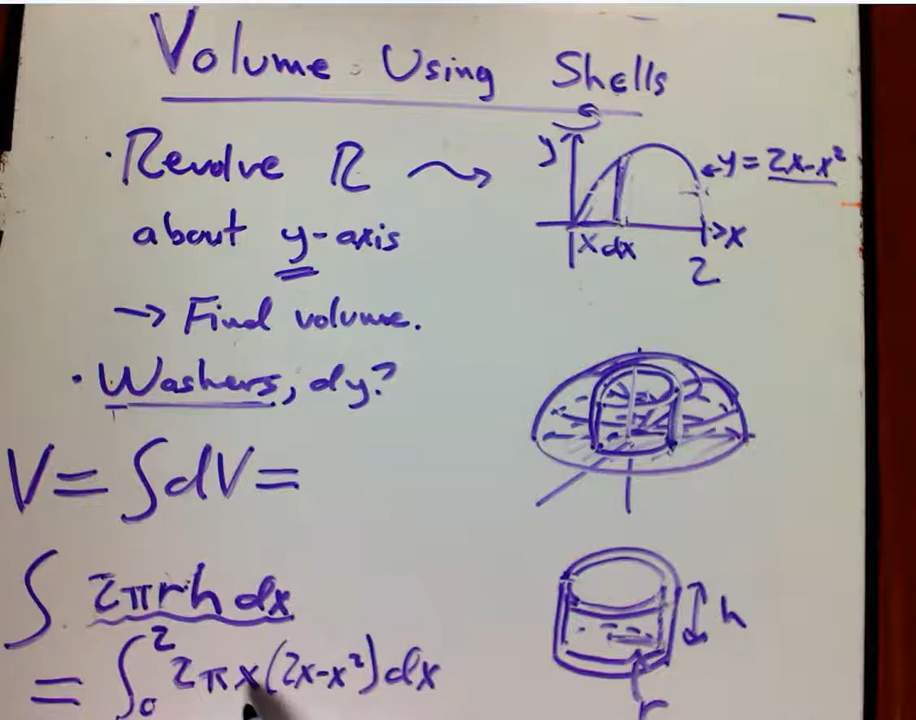 Volume Using Shells
· Revolve R
about y-axis
→ Find volume.
· Washers, dy?
V = ∫dV =
∫ 2πrh dx
= ∫₀² 2πx(2x-x²)dx
y
y = 2x-x²
x
x dx
2
h
r